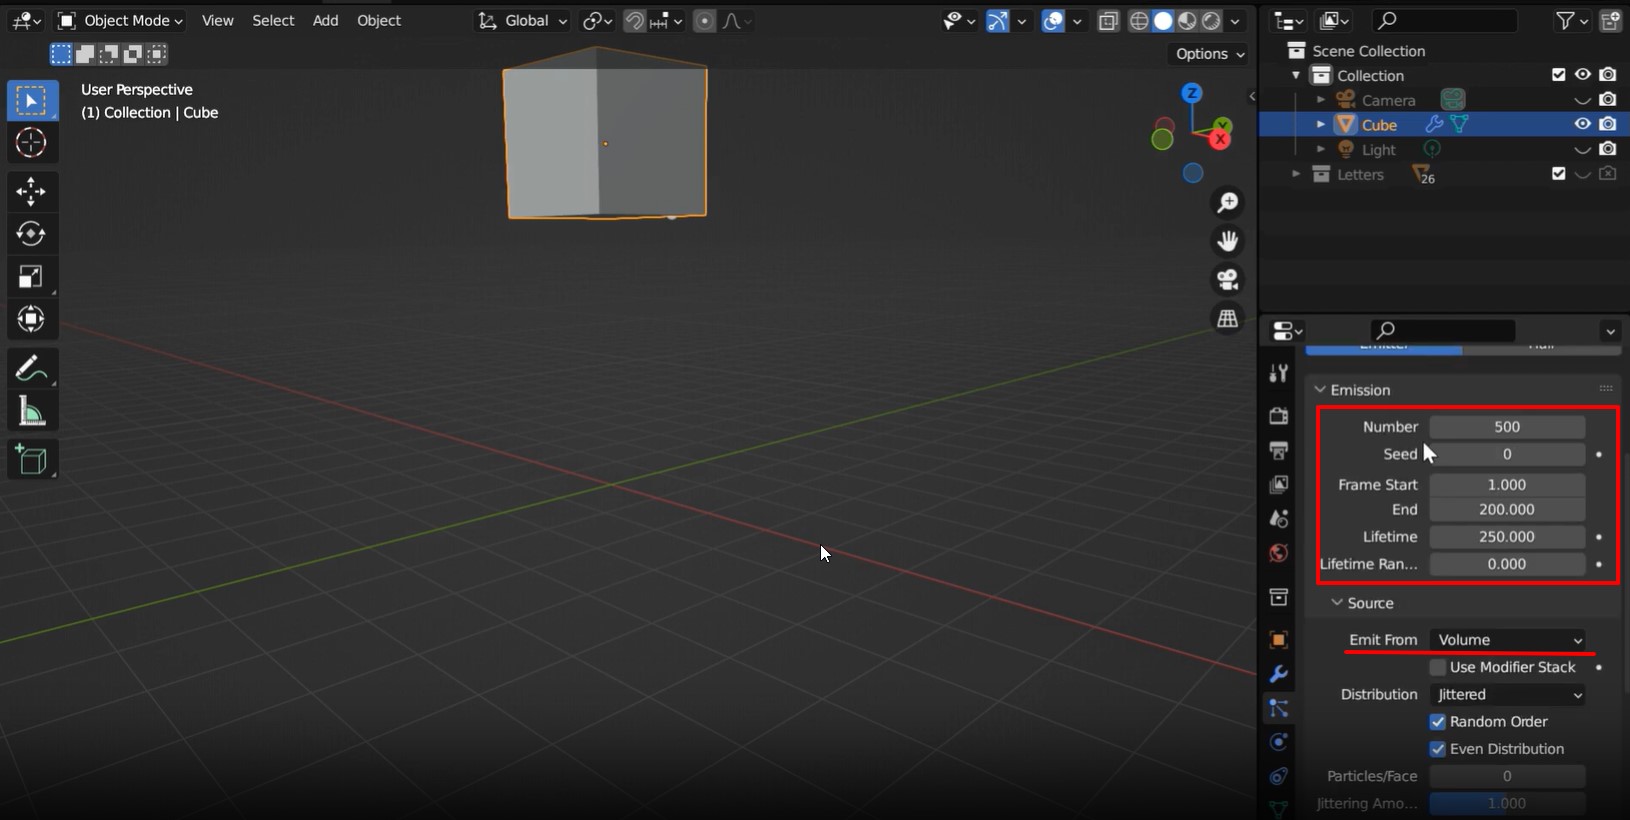 Object Mode View Select Add Object Global
Options
User Perspective
(1) Collection | Cube
Z
Y
X
Scene Collection
Collection
Camera
Cube
Light
Letters 26
Emitter Hair
Emission
Number 500
Seed 0
Frame Start 1.000
End 200.000
Lifetime 250.000
Lifetime Ran... 0.000
Source
Emit From Volume
Use Modifier Stack
Distribution Jittered
Random Order
Even Distribution
Particles/Face 0
Jittering Amo... 1.000